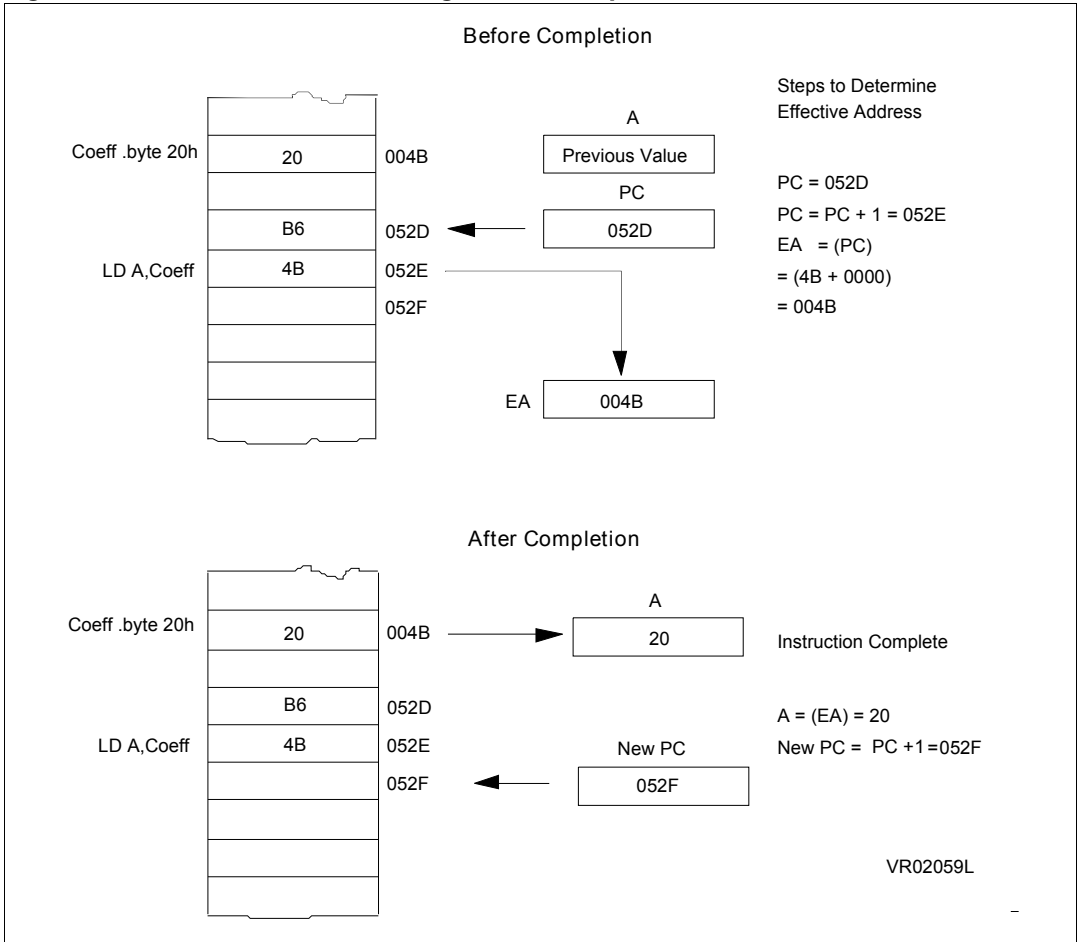 Before Completion
Steps to Determine
Effective Address
A
Coeff .byte 20h 20 004B Previous Value
PC = 052D
PC
PC = PC + 1 = 052E
B6 052D 052D
EA = (PC)
LD A,Coeff 4B 052E
= (4B + 0000)
052F
= 004B
EA 004B
After Completion
A
Coeff .byte 20h 20 004B 20
Instruction Complete
B6 052D
A = (EA) = 20
LD A,Coeff 4B 052E New PC
New PC = PC +1=052F
052F 052F
VR02059L